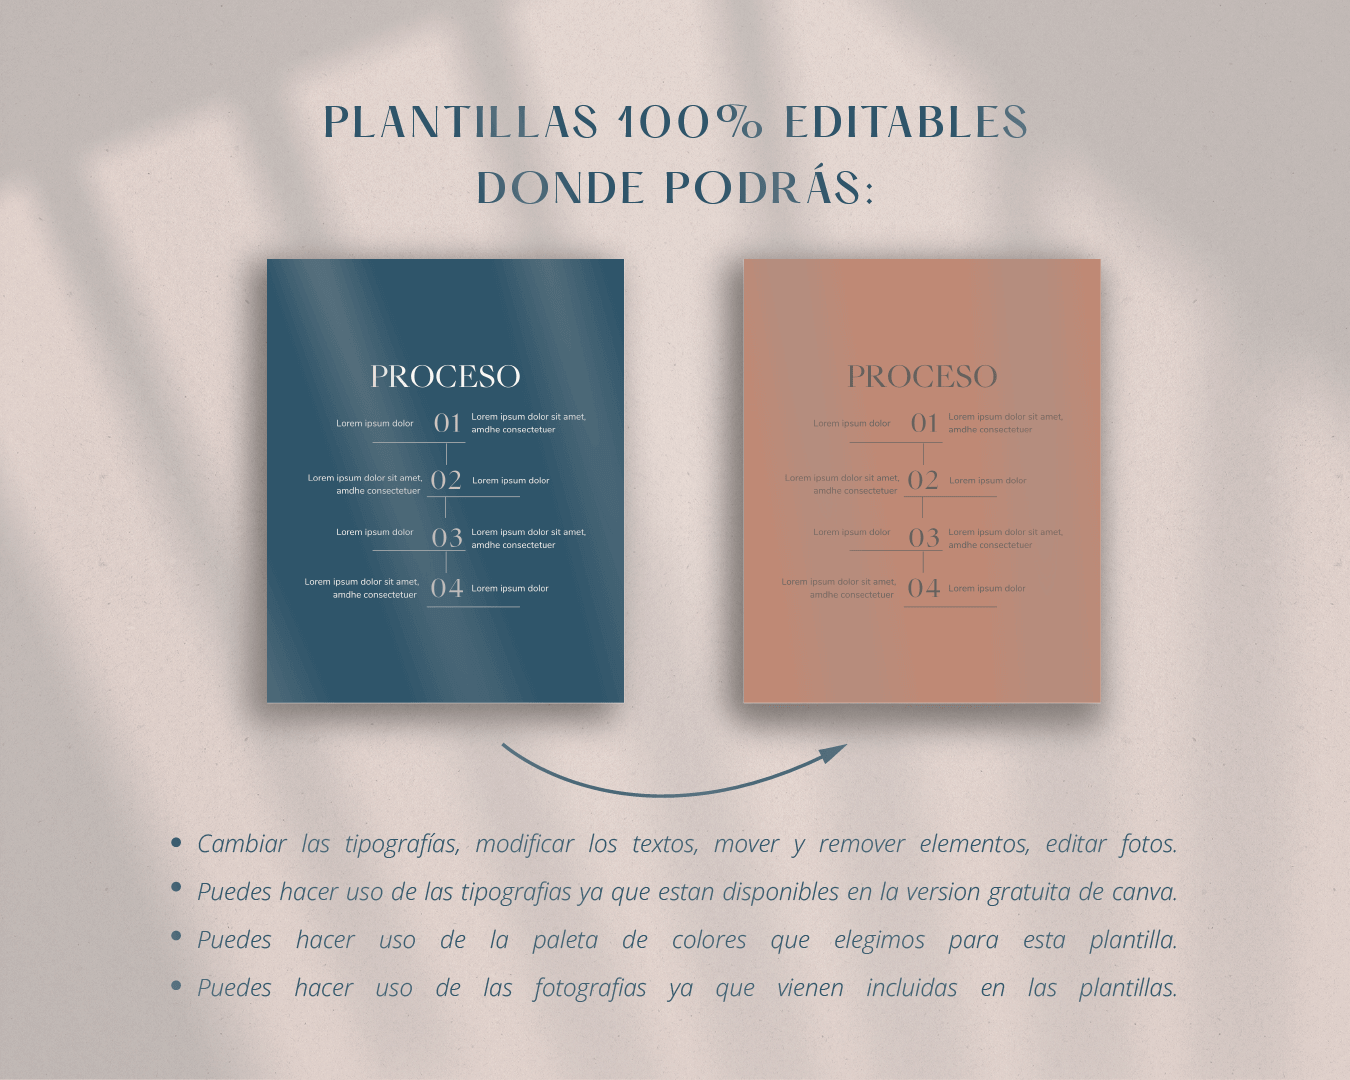 PLANTILLAS 100% EDITABLES
DONDE PODRÁS:
PROCESO
Lorem ipsum dolor 01 Lorem ipsum dolor sit amet,
amdhe consectetuer
Lorem ipsum dolor sit amet, 02 Lorem ipsum dolor
amdhe consectetuer
Lorem ipsum dolor 03 Lorem ipsum dolor sit amet,
amdhe consectetuer
Lorem ipsum dolor sit amet, 04 Lorem ipsum dolor
amdhe consectetuer
PROCESO
Lorem ipsum dolor 01 Lorem ipsum dolor sit amet,
amdhe consectetuer
Lorem ipsum dolor sit amet, 02 Lorem ipsum dolor
amdhe consectetuer
Lorem ipsum dolor 03 Lorem ipsum dolor sit amet,
amdhe consectetuer
Lorem ipsum dolor sit amet, 04 Lorem ipsum dolor
amdhe consectetuer
• Cambiar las tipografías, modificar los textos, mover y remover elementos, editar fotos.
• Puedes hacer uso de las tipografias ya que estan disponibles en la version gratuita de canva.
• Puedes hacer uso de la paleta de colores que elegimos para esta plantilla.
• Puedes hacer uso de las fotografias ya que vienen incluidas en las plantillas.